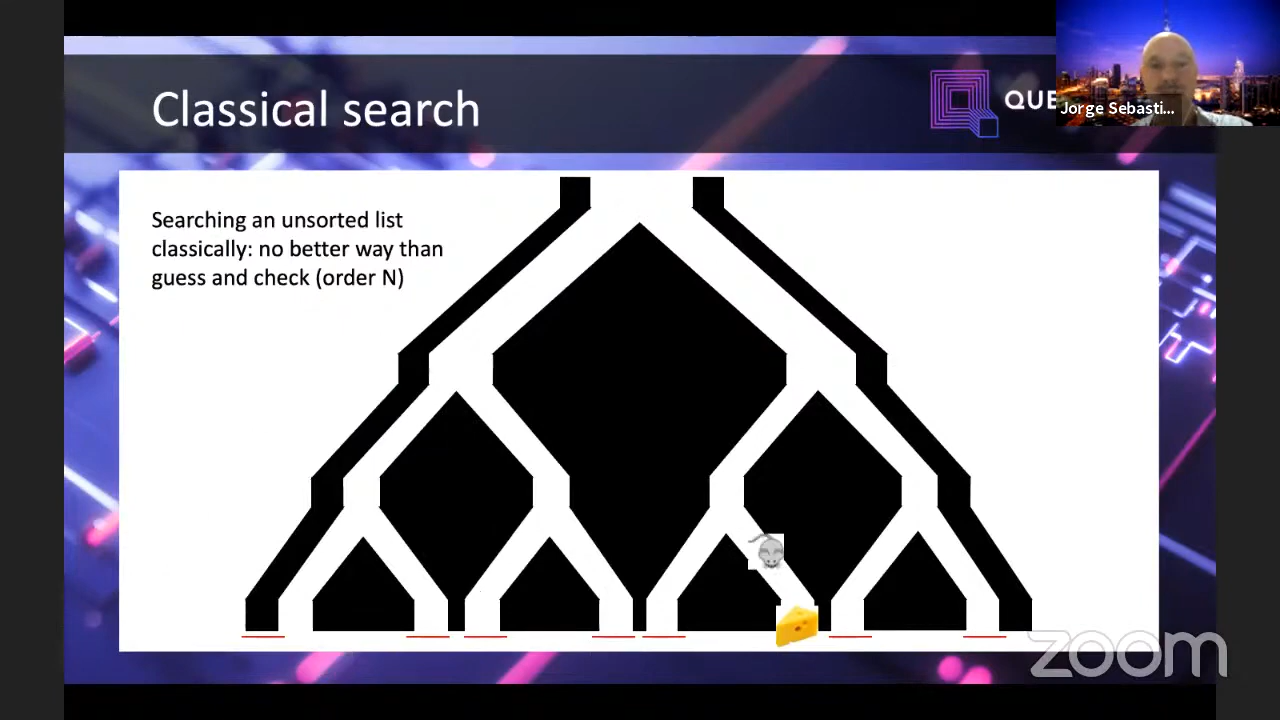 Classical search
QUE
Jorge Sebasti...
Searching an unsorted list
classically: no better way than
guess and check (order N)
zoom